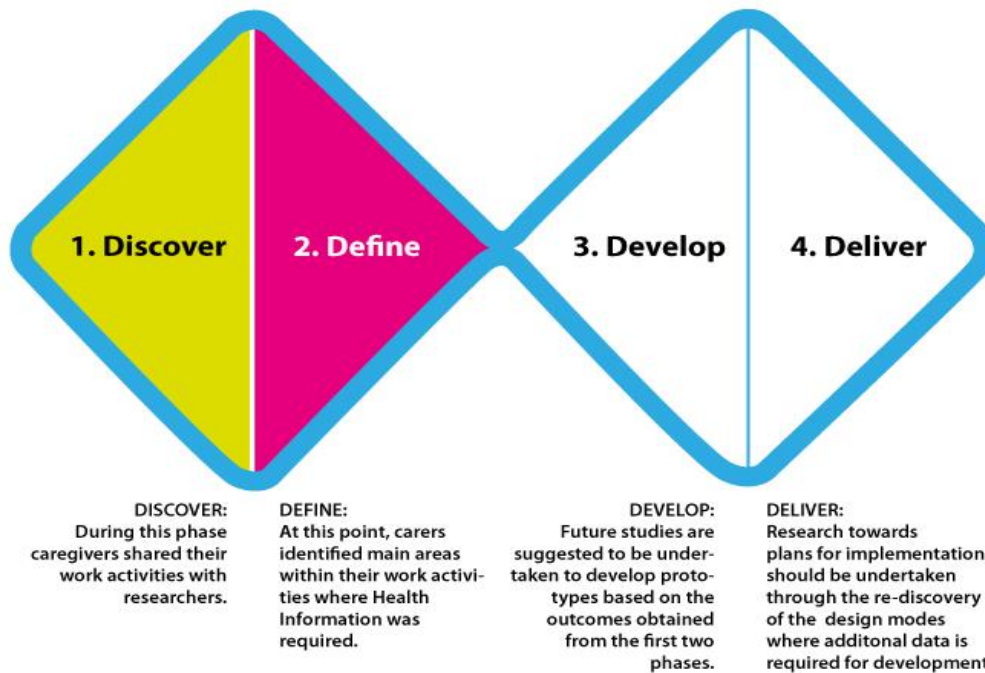 1. Discover
2. Define
3. Develop
4. Deliver
DISCOVER:
During this phase
caregivers shared their
work activities with
researchers.
DEFINE:
At this point, carers
identified main areas
within their work activi-
ties where Health
Information was
required.
DEVELOP:
Future studies are
suggested to be under-
taken to develop proto-
types based on the
outcomes obtained
from the first two
phases.
DELIVER:
Research towards
plans for implementation
should be undertaken
through the re-discovery
of the design modes
where additonal data is
required for development